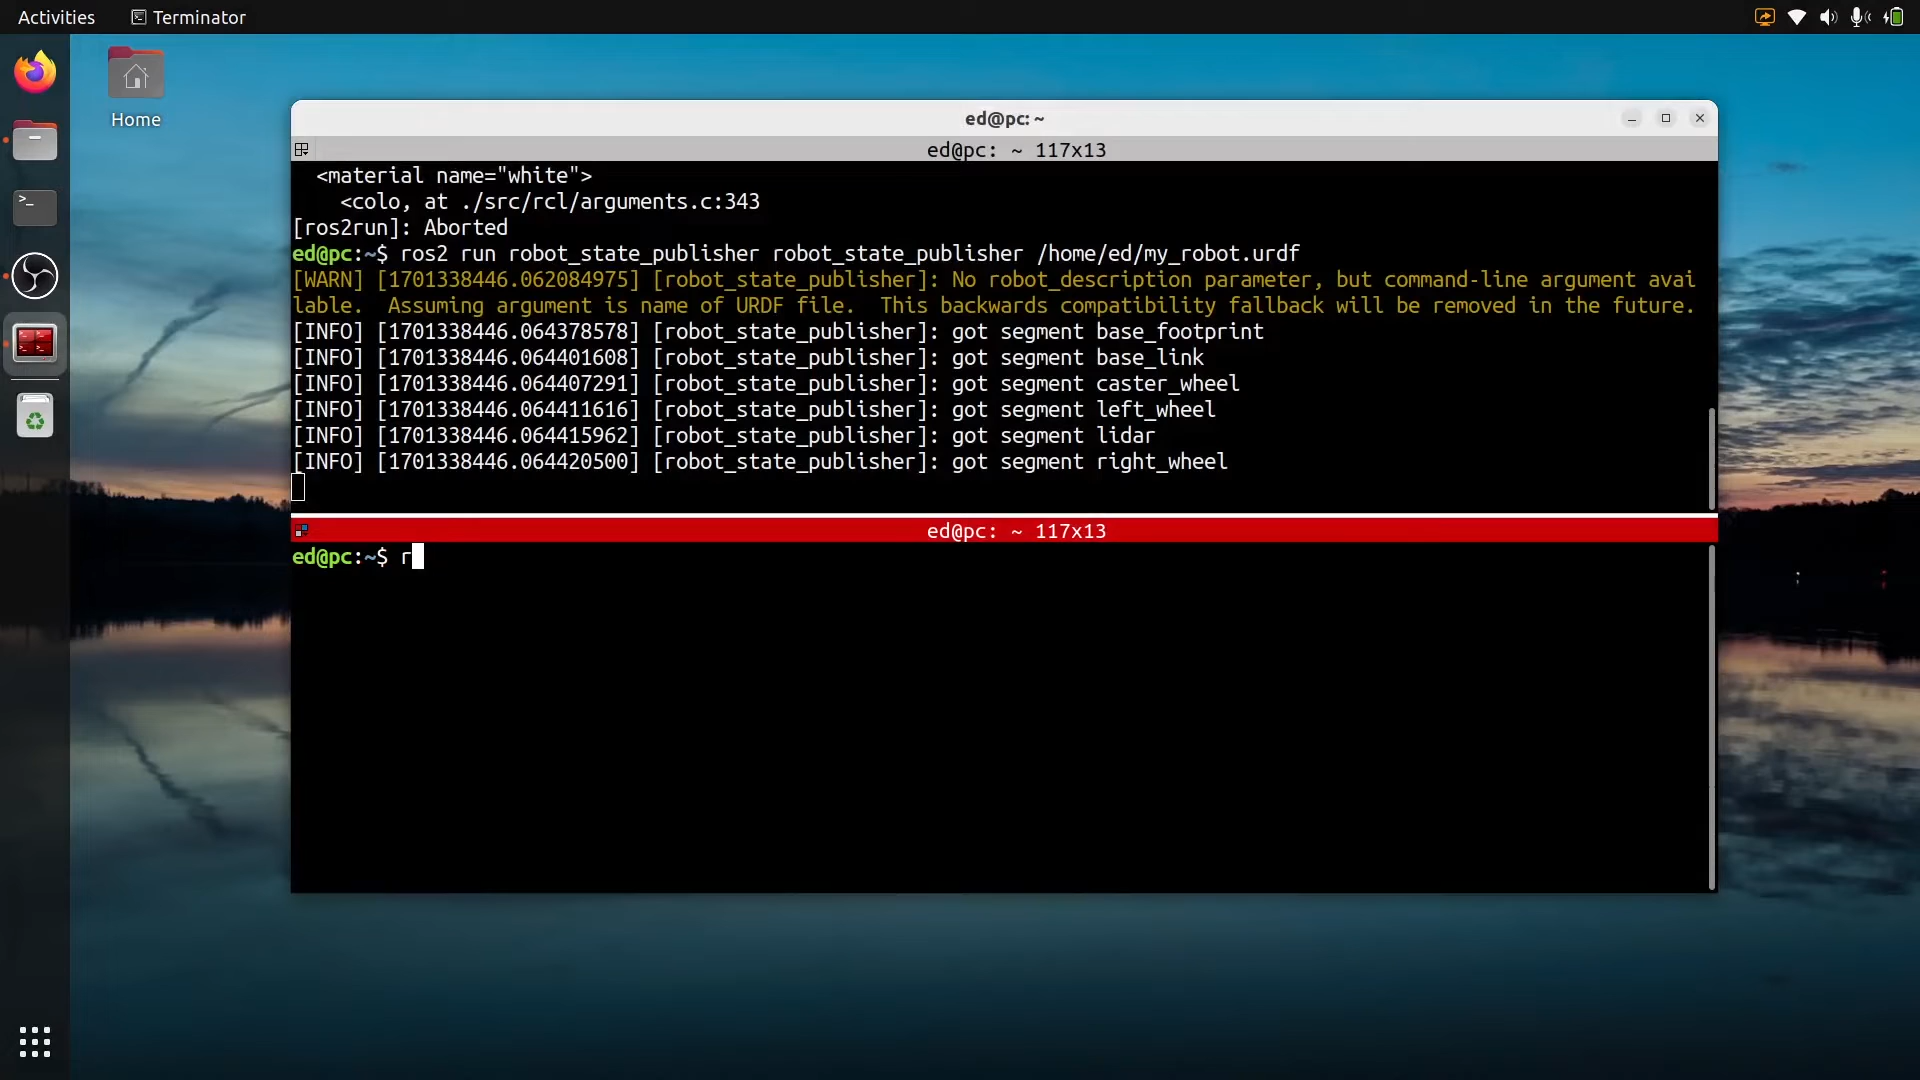 Activities
Terminator
Home
ed@pc: ~
ed@pc: ~ 117x13
<material name="white">
<colo, at ./src/rcl/arguments.c:343
[ros2run]: Aborted
ed@pc:~$ ros2 run robot_state_publisher robot_state_publisher /home/ed/my_robot.urdf
[WARN] [1701338446.062084975] [robot_state_publisher]: No robot_description parameter, but command-line argument avai
lable.  Assuming argument is name of URDF file.  This backwards compatibility fallback will be removed in the future.
[INFO] [1701338446.064378578] [robot_state_publisher]: got segment base_footprint
[INFO] [1701338446.064401608] [robot_state_publisher]: got segment base_link
[INFO] [1701338446.064407291] [robot_state_publisher]: got segment caster_wheel
[INFO] [1701338446.064411616] [robot_state_publisher]: got segment left_wheel
[INFO] [1701338446.064415962] [robot_state_publisher]: got segment lidar
[INFO] [1701338446.064420500] [robot_state_publisher]: got segment right_wheel
ed@pc: ~ 117x13
ed@pc:~$ r